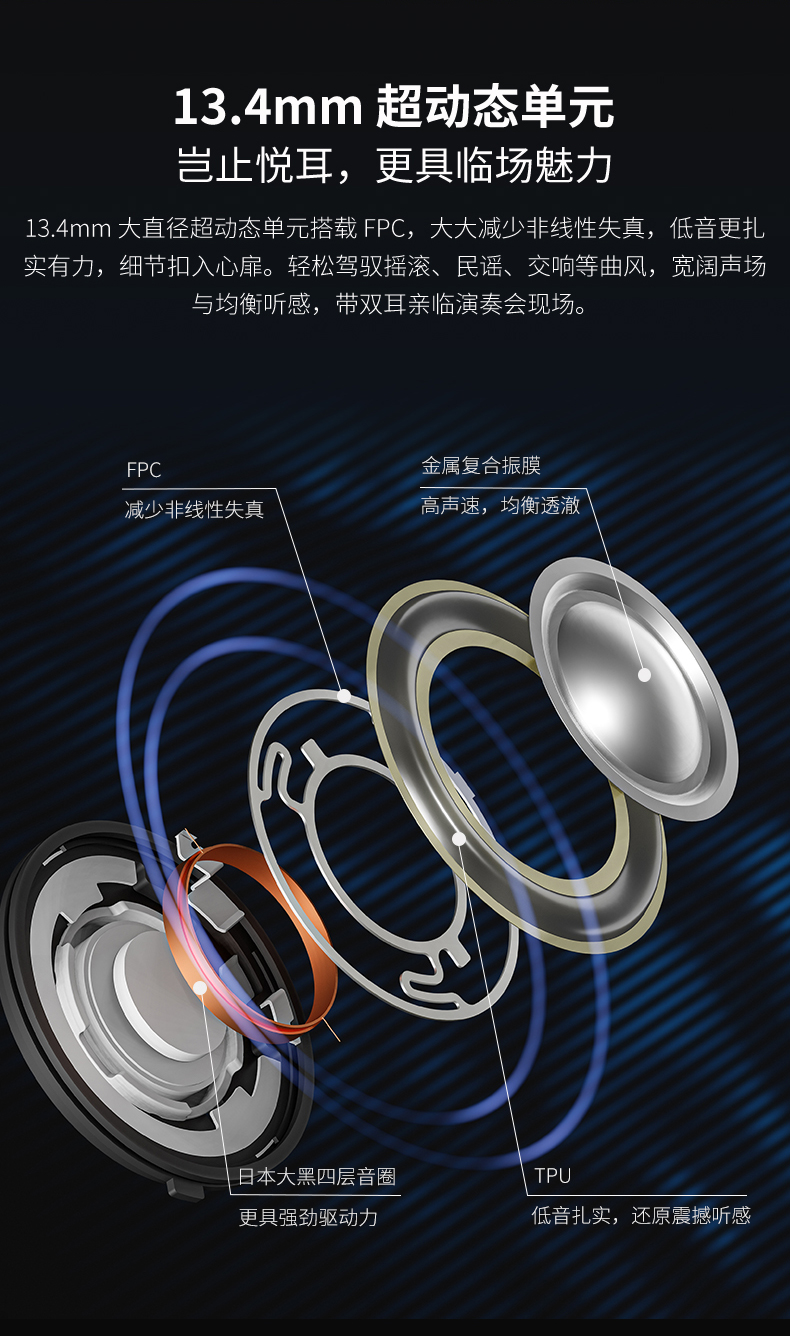 13.4mm 超动态单元
岂止悦耳，更具临场魅力
13.4mm 大直径超动态单元搭载 FPC，大大减少非线性失真，低音更扎
实有力，细节扣入心扉。轻松驾驭摇滚、民谣、交响等曲风，宽阔声场
与均衡听感，带双耳亲临演奏会现场。
FPC
减少非线性失真
金属复合振膜
高声速，均衡透澈
日本大黑四层音圈
更具强劲驱动力
TPU
低音扎实，还原震撼听感